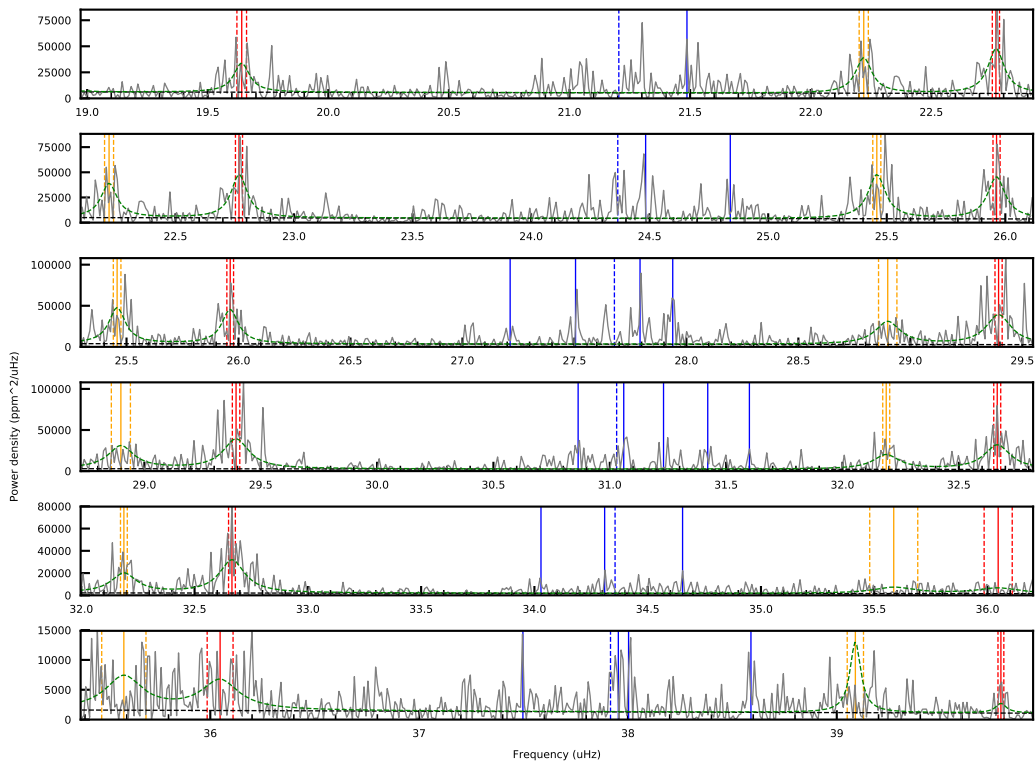 75000
50000
25000
0
19.0 19.5 20.0 20.5 21.0 21.5 22.0 22.5
75000
50000
25000
0
22.5 23.0 23.5 24.0 24.5 25.0 25.5 26.0
100000
50000
0
25.5 26.0 26.5 27.0 27.5 28.0 28.5 29.0 29.5
100000
50000
0
29.0 29.5 30.0 30.5 31.0 31.5 32.0 32.5
Power density (ppm^2/uHz)
80000
60000
40000
20000
0
32.0 32.5 33.0 33.5 34.0 34.5 35.0 35.5 36.0
15000
10000
5000
0
36 37 38 39
Frequency (uHz)